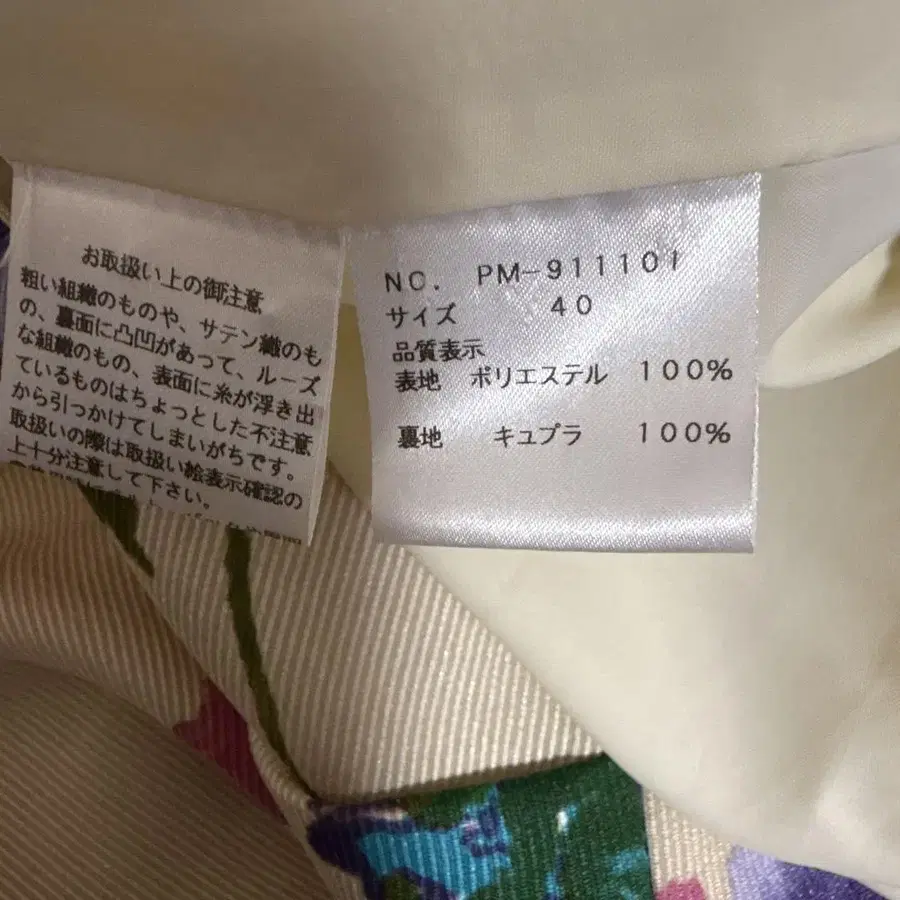 お取扱い上の御注意
粗い組織のものや、サテン織のも
の、裏面に凸凹があって、ルーズ
な組織のもの、表面に糸が浮き出
ているものはちょっとした不注意
から引っかけてしまいがちです。
取扱いの際は取扱い絵表示確認の
上十分注意して下さい。
NO. PM-911101
サイズ 40
品質表示
表地 ポリエステル 100%
裏地 キュプラ 100%